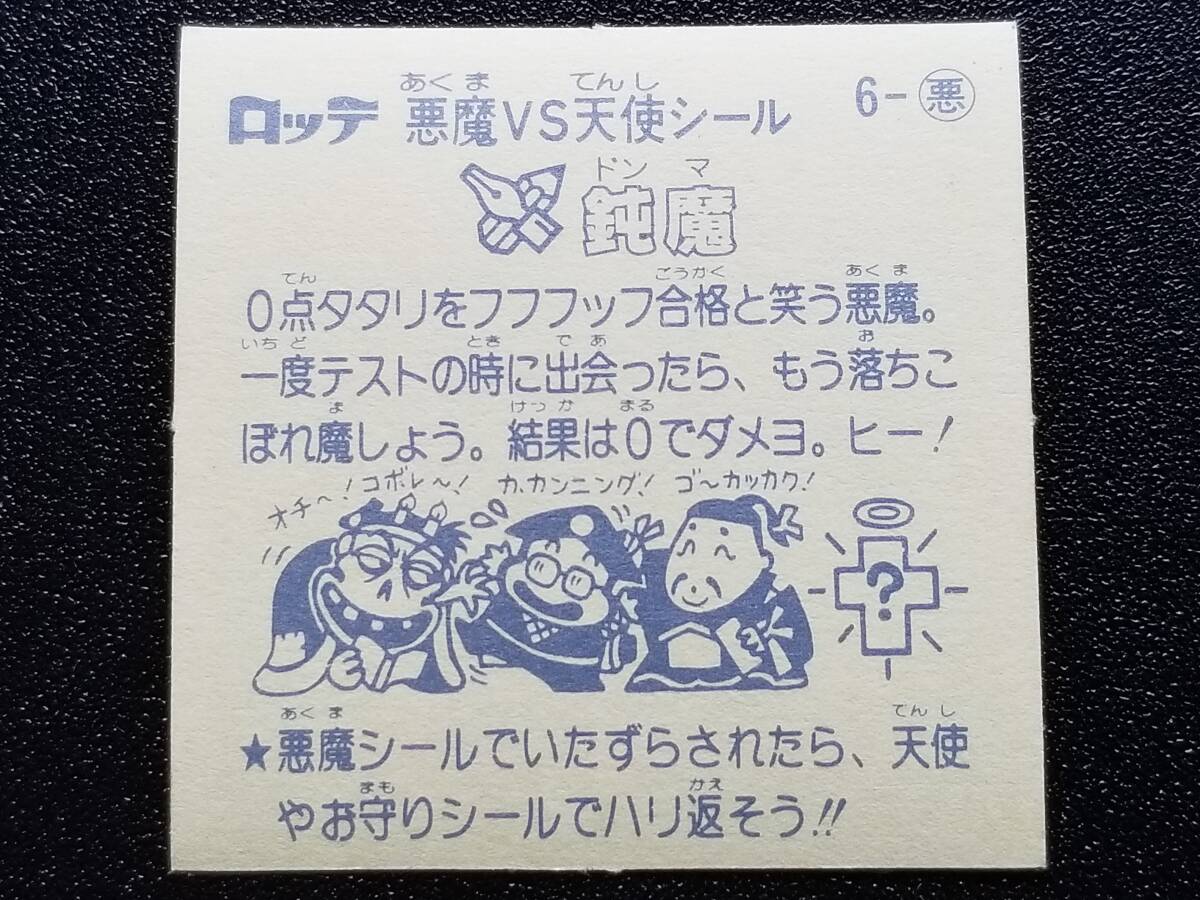 あくま てんし
ロッテ 悪魔VS天使シール 6-悪
ドンマ
鈍魔
てん ごうかく あくま
0点タタリをフフフッフ合格と笑う悪魔。
いちど とき であ お
一度テストの時に出会ったら、もう落ちこ
ま けっか まる
ぼれ魔しょう。結果は0でダメヨ。ヒー!
オチ〜!コボレ〜! カ、カンニング! ゴ〜カッカク!
?
あくま てんし
★悪魔シールでいたずらされたら、天使
まも かえ
やお守りシールでハリ返そう!!